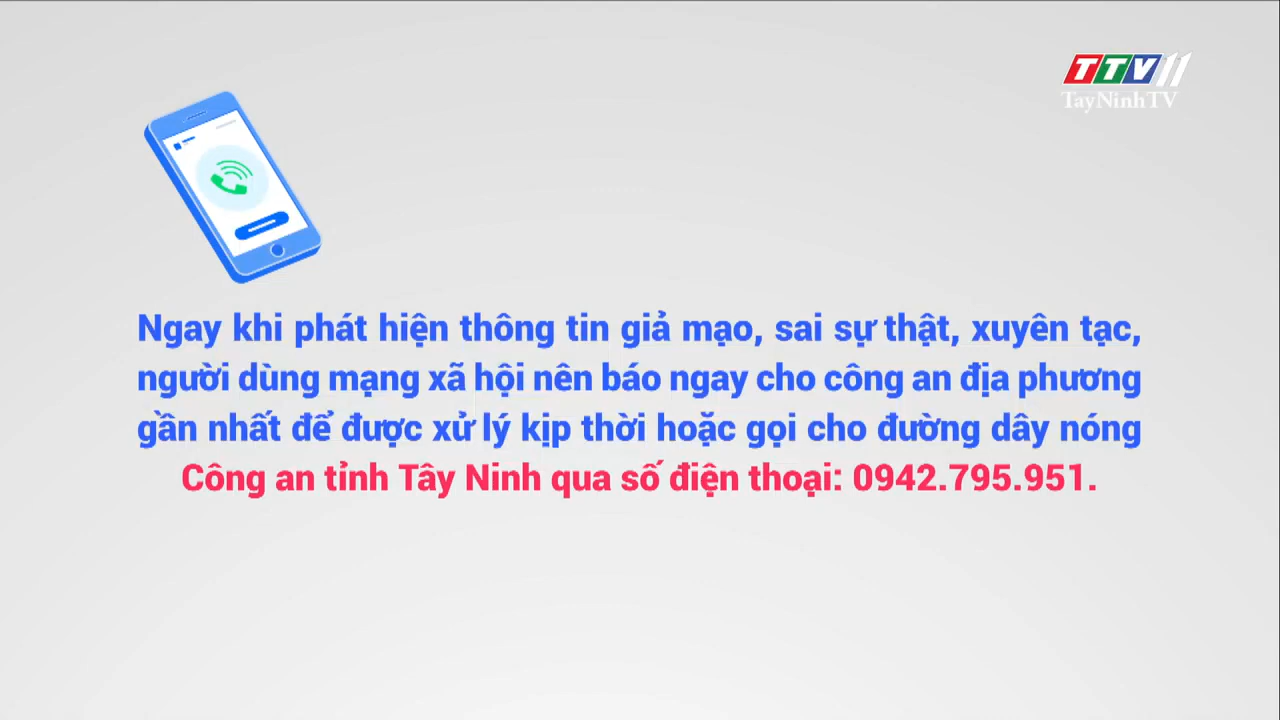 TTV11
TayNinhTV
Ngay khi phát hiện thông tin giả mạo, sai sự thật, xuyên tạc,
người dùng mạng xã hội nên báo ngay cho công an địa phương
gần nhất để được xử lý kịp thời hoặc gọi cho đường dây nóng
Công an tỉnh Tây Ninh qua số điện thoại: 0942.795.951.